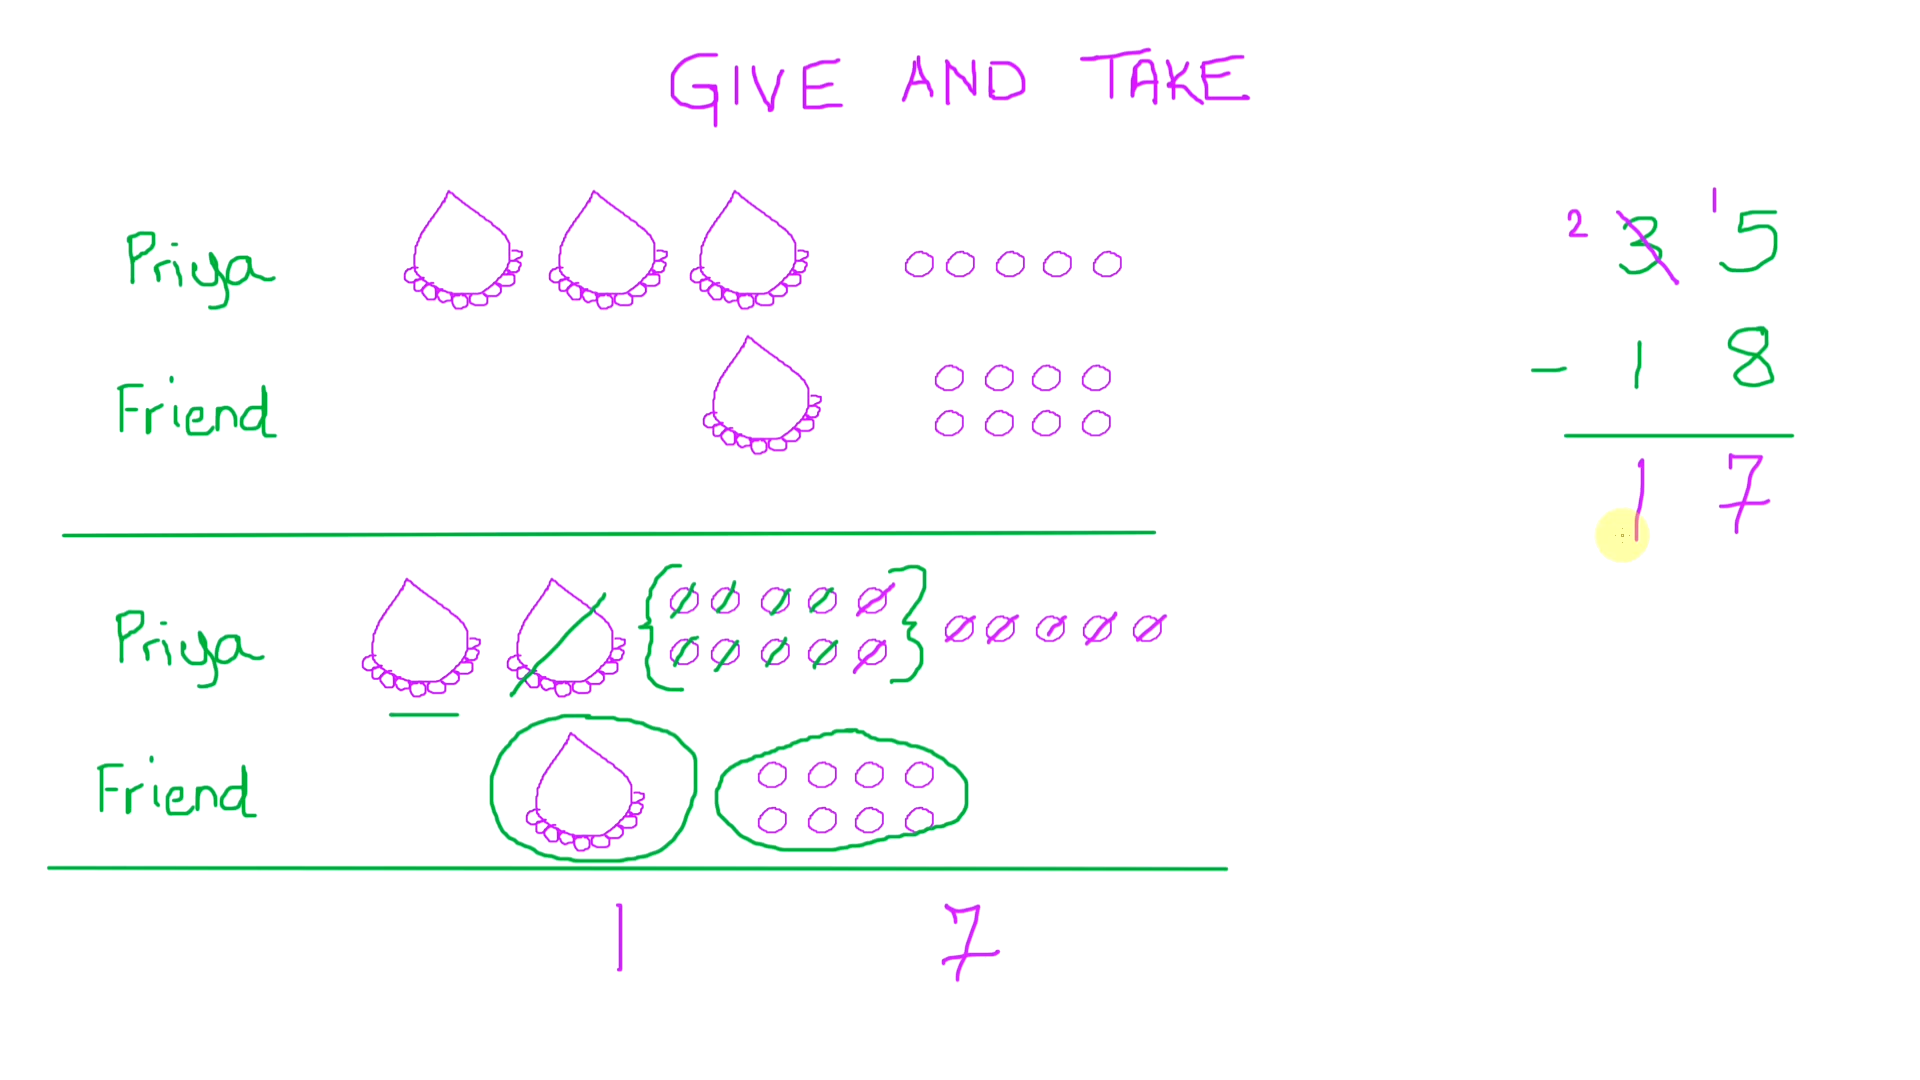 GIVE AND TAKE
Priya
Friend
2 3 1 5
- 1 8
1 7
Priya
Friend
1 7